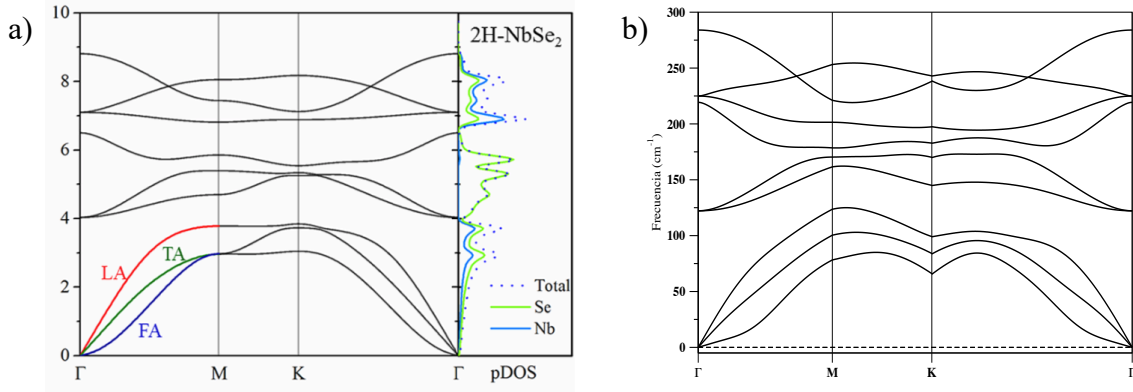 a)
10
8
6
4
2
0
2H-NbSe₂
LA
TA
FA
Total
Se
Nb
Γ
M
K
Γ
pDOS
b)
Frecuencia (cm⁻¹)
300
250
200
150
100
50
0
Γ
M
K
Γ